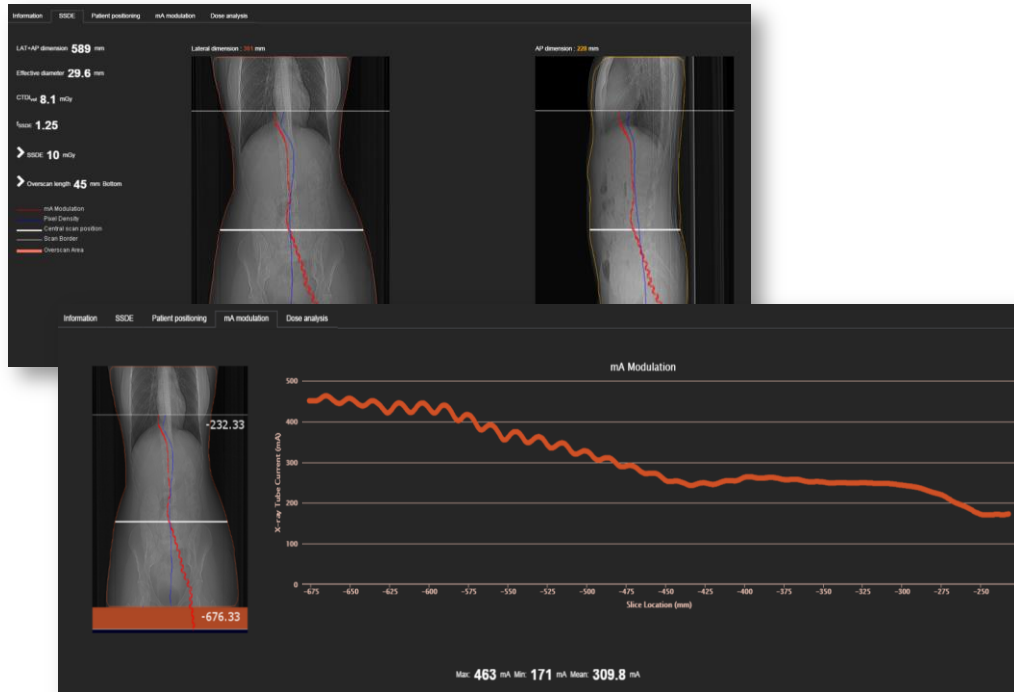 Information SSDE Patient positioning mA modulation Dose analysis
LAT+AP dimension 589 mm
Lateral dimension : 361 mm
AP dimension : 228 mm
Effective diameter 29.6 mm
CTDIvol 8.1 mGy
fSSDE 1.25
SSDE 10 mGy
Overscan length 45 mm Bottom
mA Modulation
Pixel Density
Central scan position
Scan Border
Overscan Area
Information SSDE Patient positioning mA modulation Dose analysis
-232.33
-676.33
mA Modulation
500
400
300
200
100
0
X-ray Tube Current (mA)
-675 -650 -625 -600 -575 -550 -525 -500 -475 -450 -425 -400 -375 -350 -325 -300 -275 -250
Slice Location (mm)
Max: 463 mA Min: 171 mA Mean: 309.8 mA